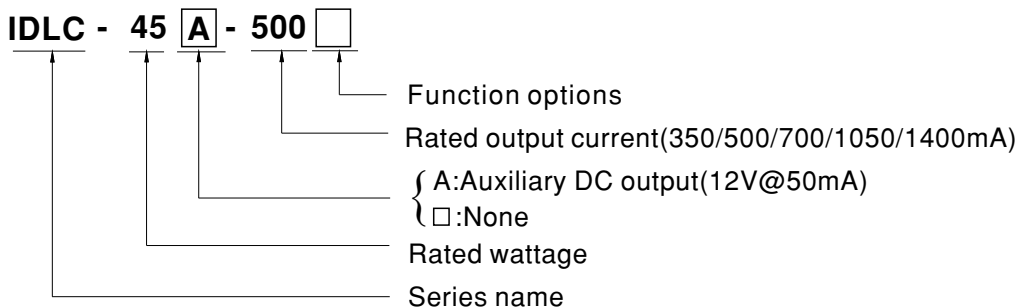 IDLC - 45 A - 500 □
Function options
Rated output current(350/500/700/1050/1400mA)
A:Auxiliary DC output(12V@50mA)
□:None
Rated wattage
Series name